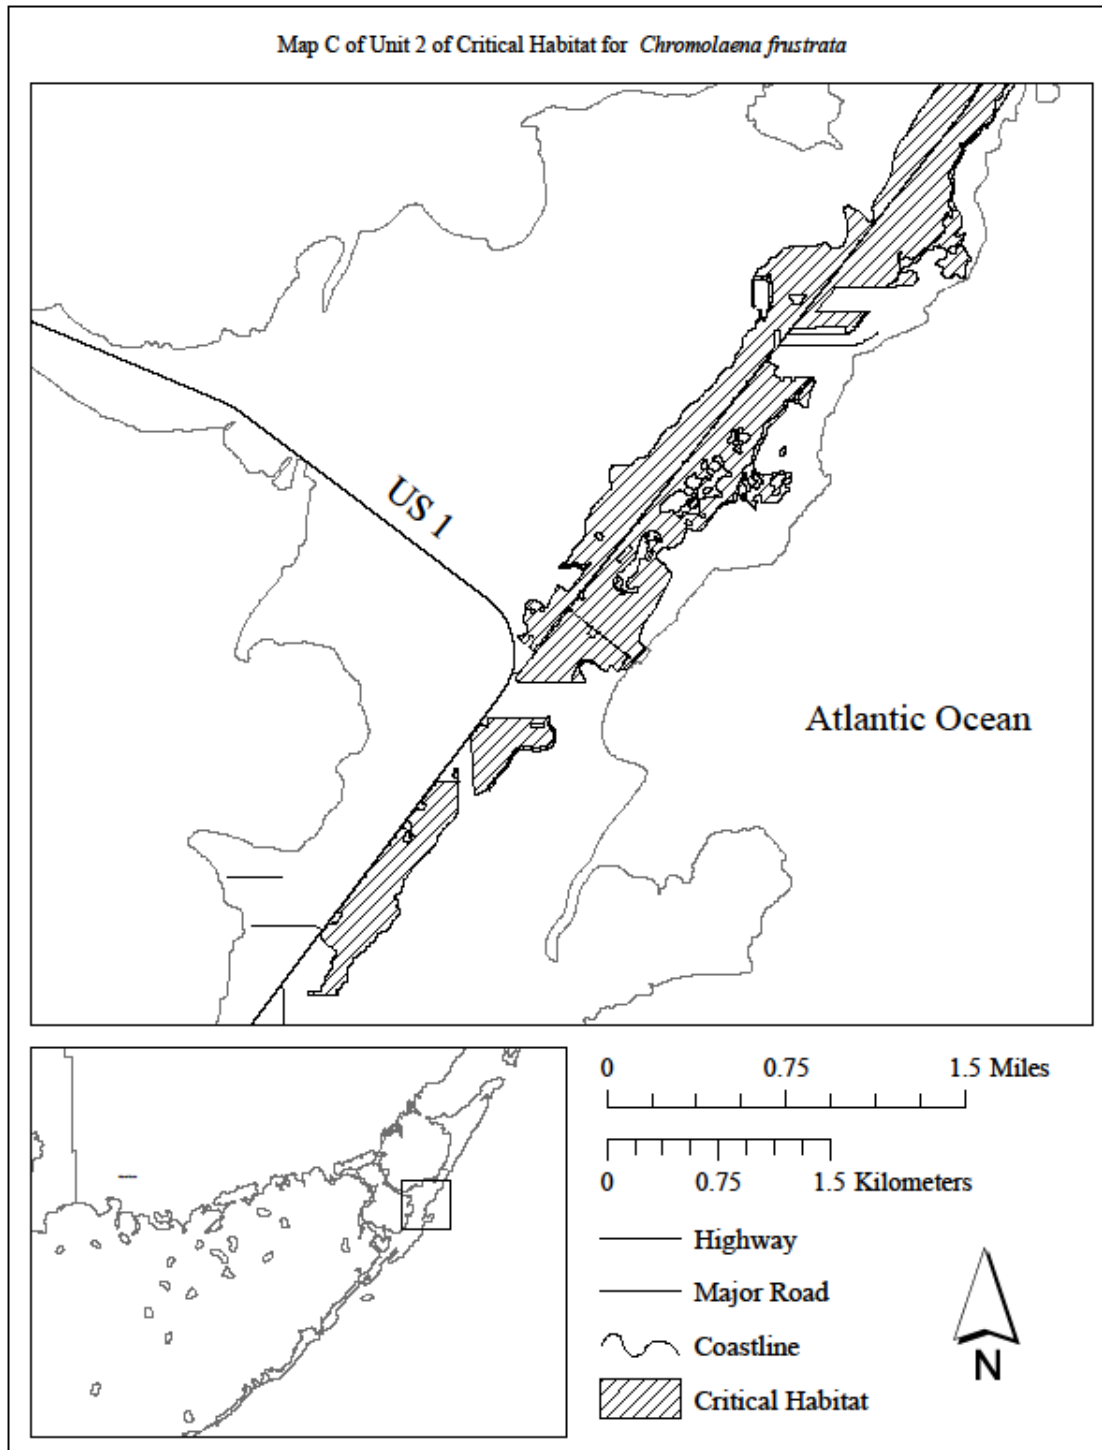 Map C of Unit 2 of Critical Habitat for Chromolaena frustrata
US 1
Atlantic Ocean
0 0.75 1.5 Miles
0 0.75 1.5 Kilometers
Highway
Major Road
Coastline
Critical Habitat
N